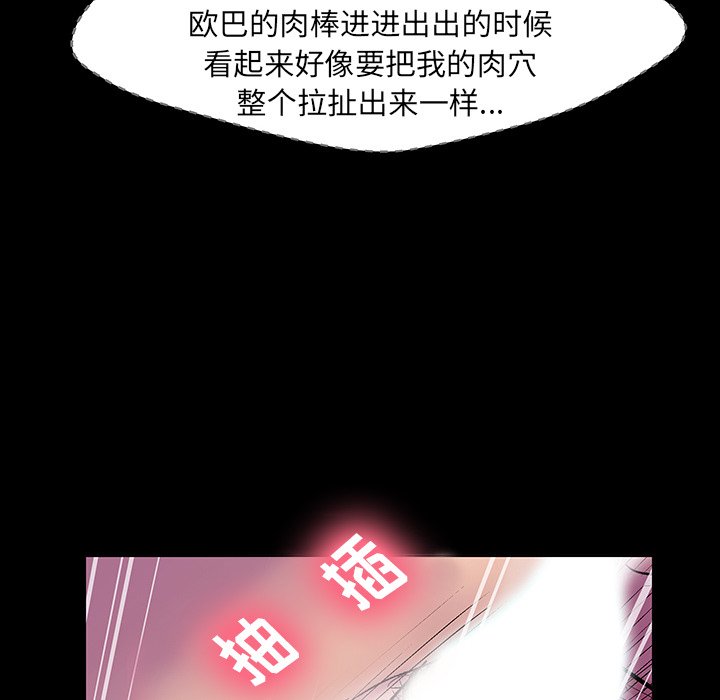 欧巴的肉棒进进出出的时候
看起来好像要把我的肉穴
整个拉扯出来一样...
抽插